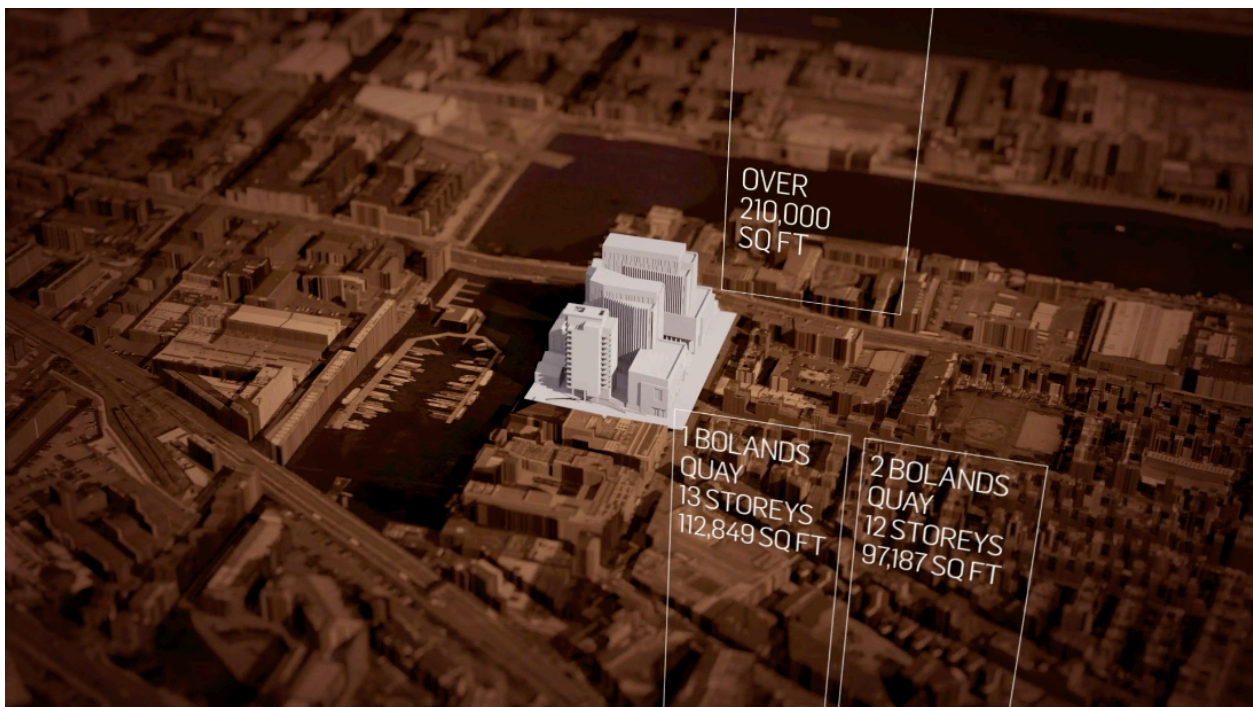 OVER
210,000
SQ FT
1 BOLANDS
QUAY
13 STOREYS
112,849 SQ FT
2 BOLANDS
QUAY
12 STOREYS
97,187 SQ FT